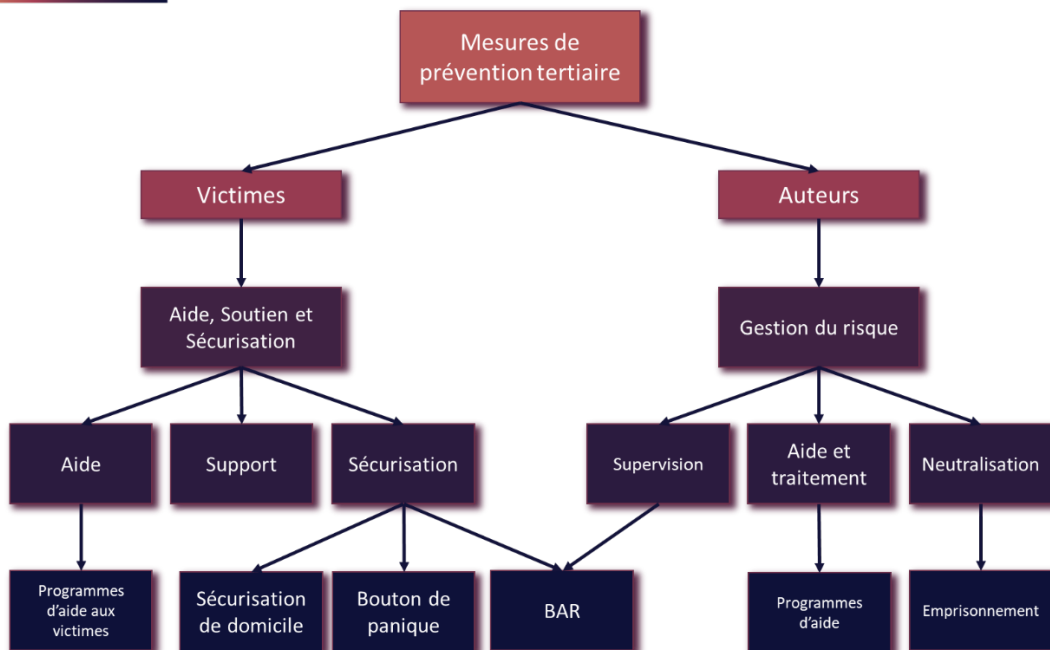 Mesures de
prévention tertiaire
Victimes
Auteurs
Aide, Soutien et
Sécurisation
Gestion du risque
Aide
Support
Sécurisation
Supervision
Aide et
traitement
Neutralisation
Programmes
d'aide aux
victimes
Sécurisation
de domicile
Bouton de
panique
BAR
Programmes
d'aide
Emprisonnement